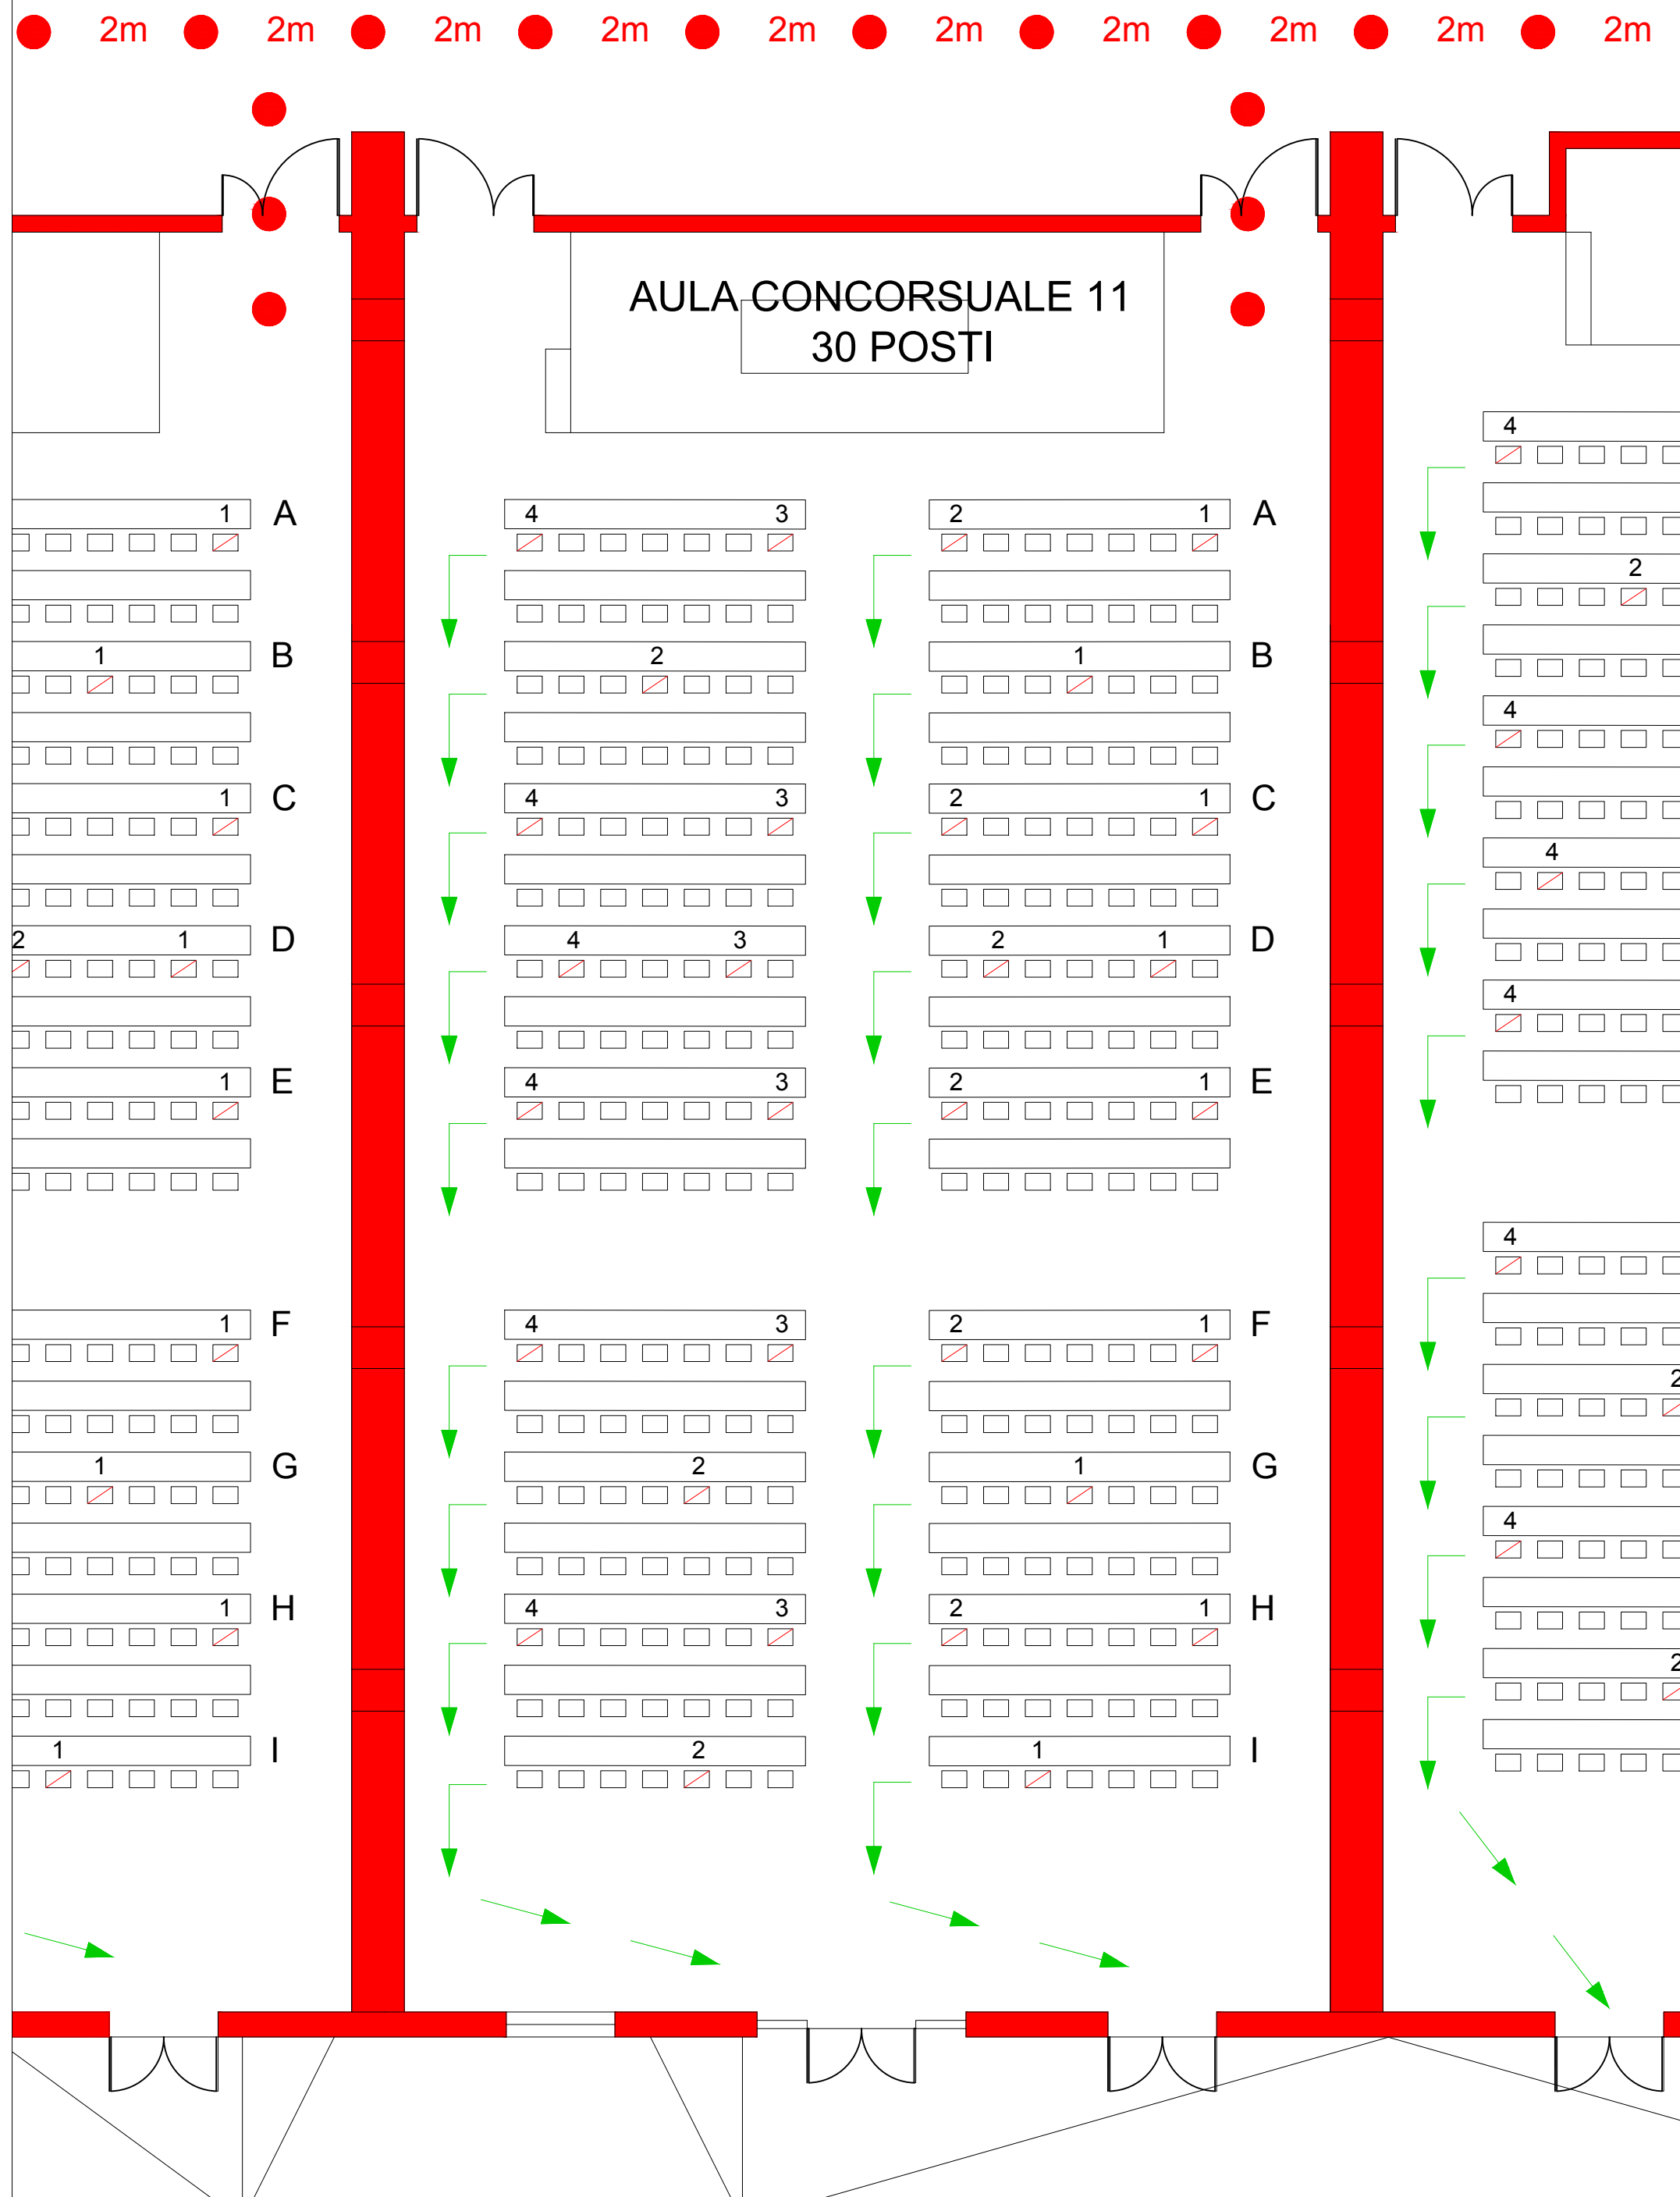 2m 2m 2m 2m 2m 2m 2m 2m 2m 2m
AULA CONCORSUALE 11
30 POSTI
4
1 A 4 3 2 1 A
2
1 B 2 1 B
4
1 C 4 3 2 1 C
4
2 1 D 4 3 2 1 D
4
1 E 4 3 2 1 E
4
1 F 4 3 2 1 F
2
1 G 2 1 G
4
1 H 4 3 2 1 H
2
1 I 2 1 I